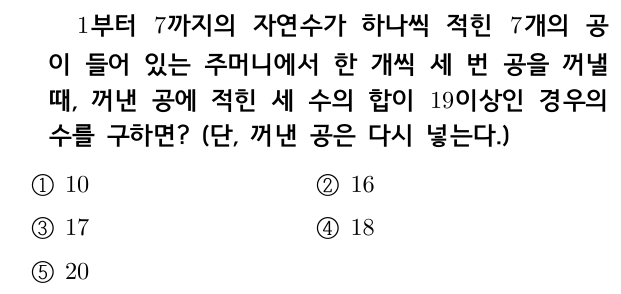 1부터 7까지의 자연수가 하나씩 적힌 7개의 공
이 들어 있는 주머니에서 한 개씩 세 번 공을 꺼낼
때, 꺼낸 공에 적힌 세 수의 합이 19이상인 경우의
수를 구하면? (단, 꺼낸 공은 다시 넣는다.)
① 10 ② 16
③ 17 ④ 18
⑤ 20